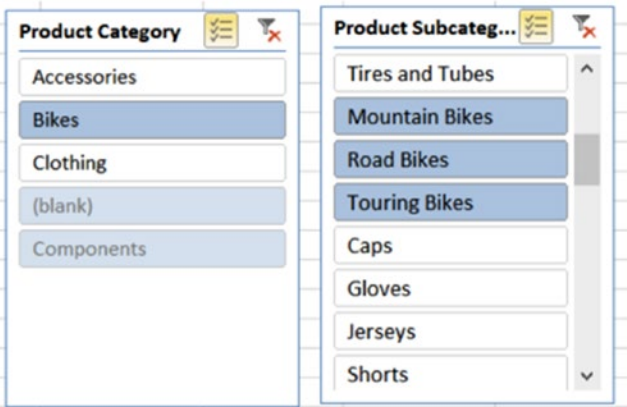 Product Category
Accessories
Bikes
Clothing
(blank)
Components
Product Subcateg...
Tires and Tubes
Mountain Bikes
Road Bikes
Touring Bikes
Caps
Gloves
Jerseys
Shorts